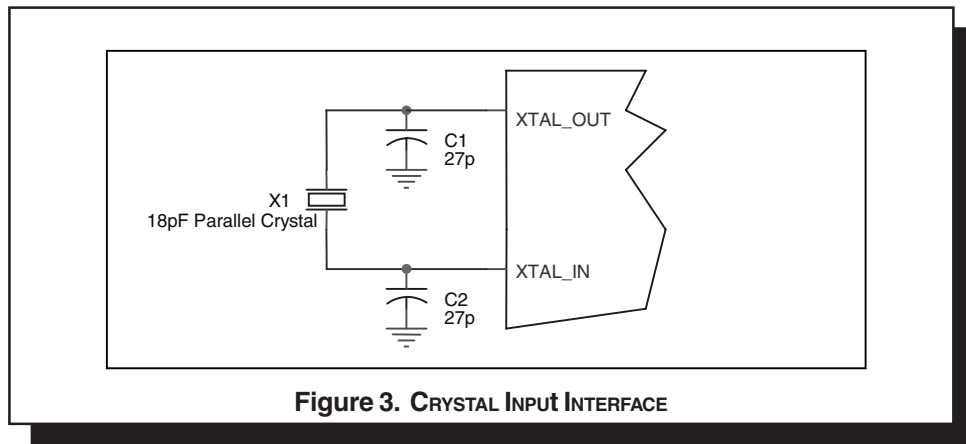 XTAL_OUT
C1
27p
X1
18pF Parallel Crystal
XTAL_IN
C2
27p
Figure 3. CRYSTAL INPUt INTERFACE